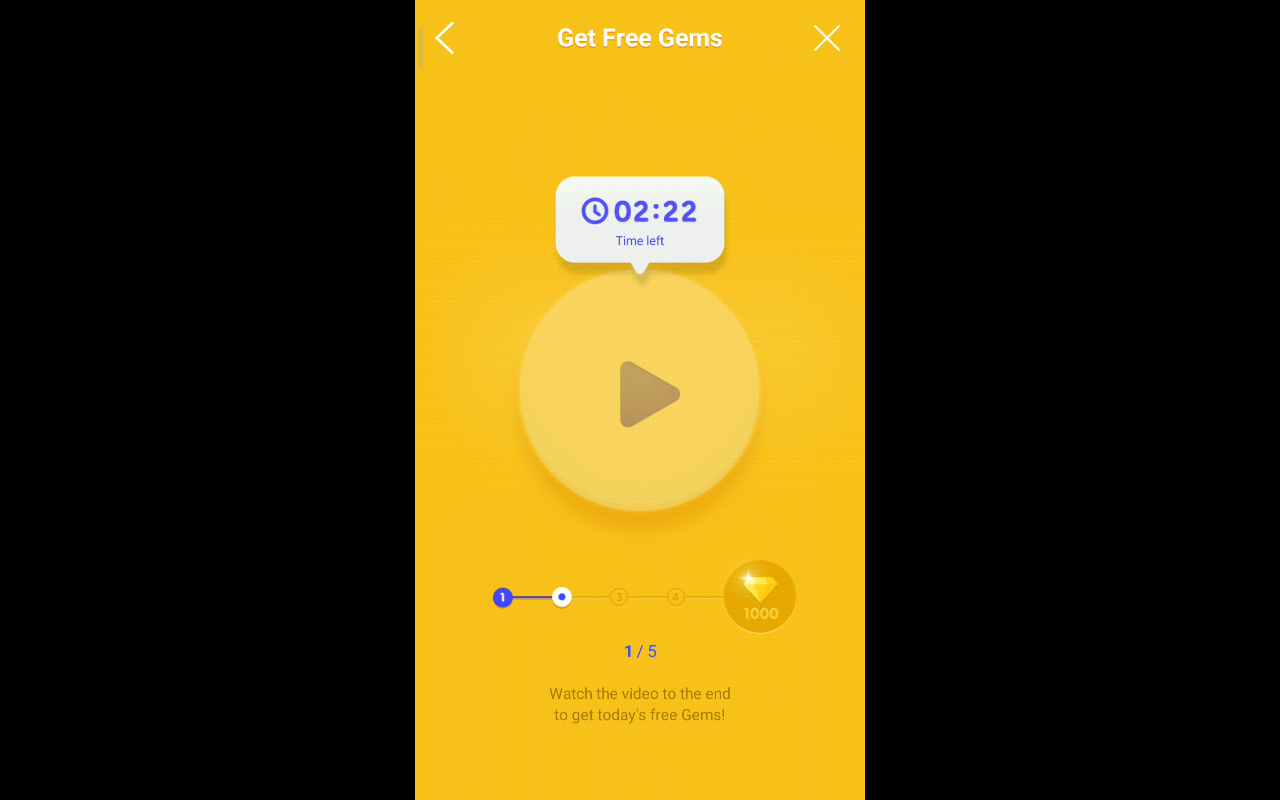 Get Free Gems
02:22
Time left
1
3
4
1000
1 / 5
Watch the video to the end
to get today's free Gems!